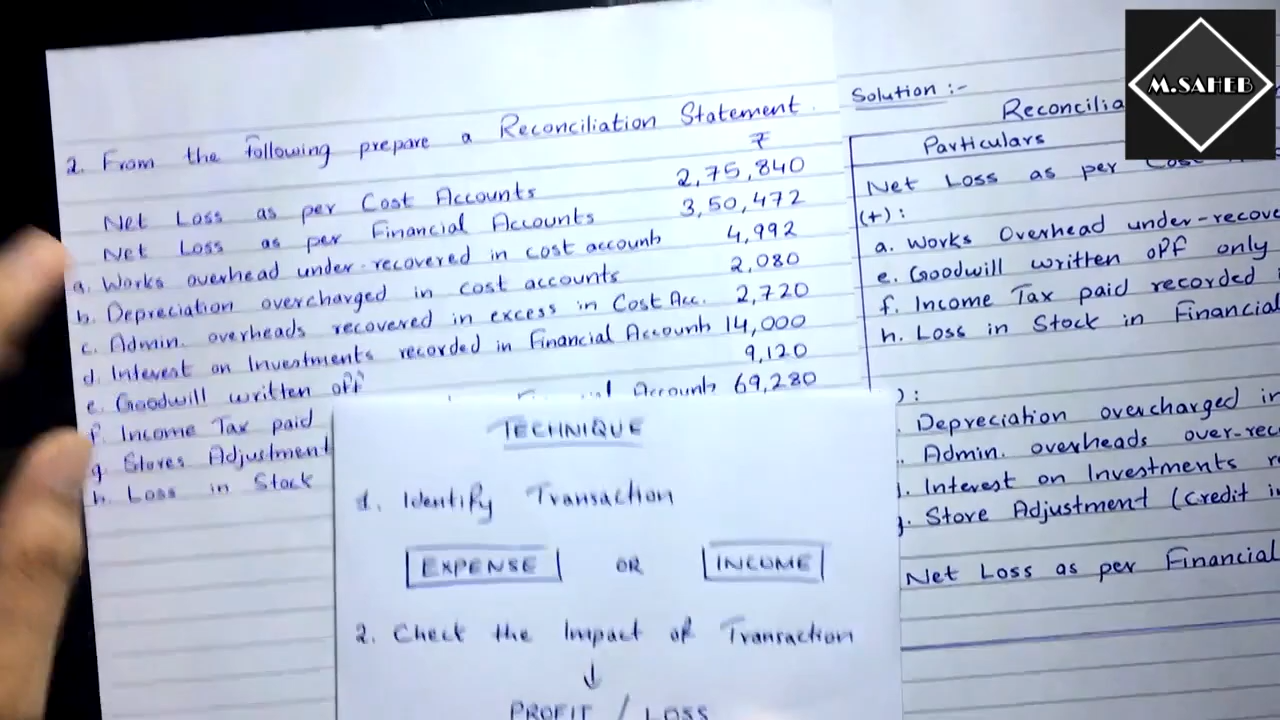 M.SAHEB
2. From the following prepare a Reconciliation Statement.
₹
Net Loss as per Cost Accounts 2,75,840
Net Loss as per Financial Accounts 3,50,472
a. Works overhead under-recovered in cost accounts 4,992
b. Depreciation overcharged in cost accounts 2,080
c. Admin. overheads recovered in excess in Cost Acc. 2,720
d. Interest on Investments recorded in Financial Accounts 14,000
e. Goodwill written off 9,120
f. Income Tax paid Accounts 69,280
g. Stores Adjustment
h. Loss in Stock
TECHNIQUE
1. Identify Transaction
EXPENSE OR INCOME
2. Check the Impact of Transaction
↓
PROFIT / LOSS
Solution :-
Reconcilia
Particulars
Net Loss as per Cost
(+):
a. Works Overhead under-recove
e. Goodwill written off only
f. Income Tax paid recorded
h. Loss in Stock in Financial
):
. Depreciation overcharged in
. Admin. overheads over-rec
. Interest on Investments
. Store Adjustment (Credit in
Net Loss as per Financial